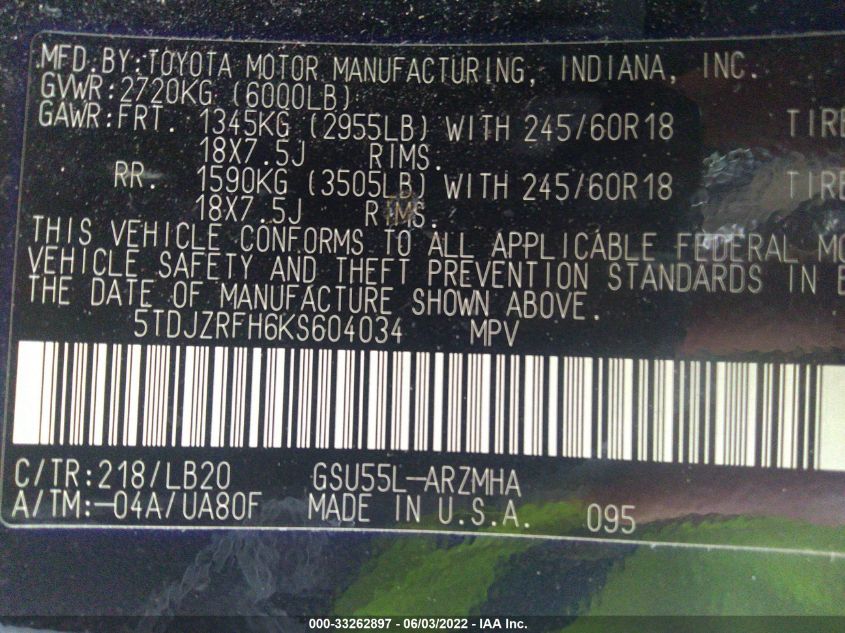 MFD. BY: TOYOTA MOTOR MANUFACTURING, INDIANA, INC.
GVWR: 2720KG (6000LB)
GAWR: FRT. 1345KG (2955LB) WITH 245/60R18 TIRE
18X7.5J RIMS.
RR. 1590KG (3505LB) WITH 245/60R18 TIRE
18X7.5J RIMS.
THIS VEHICLE CONFORMS TO ALL APPLICABLE FEDERAL MO
VEHICLE SAFETY AND THEFT PREVENTION STANDARDS IN E
THE DATE OF MANUFACTURE SHOWN ABOVE.
5TDJZRFH6KS604034 MPV
C/TR: 218/LB20 GSU55L-ARZMHA
A/TM: -04A/UA80F MADE IN U.S.A. 095
000-33262897 - 06/03/2022 - IAA Inc.